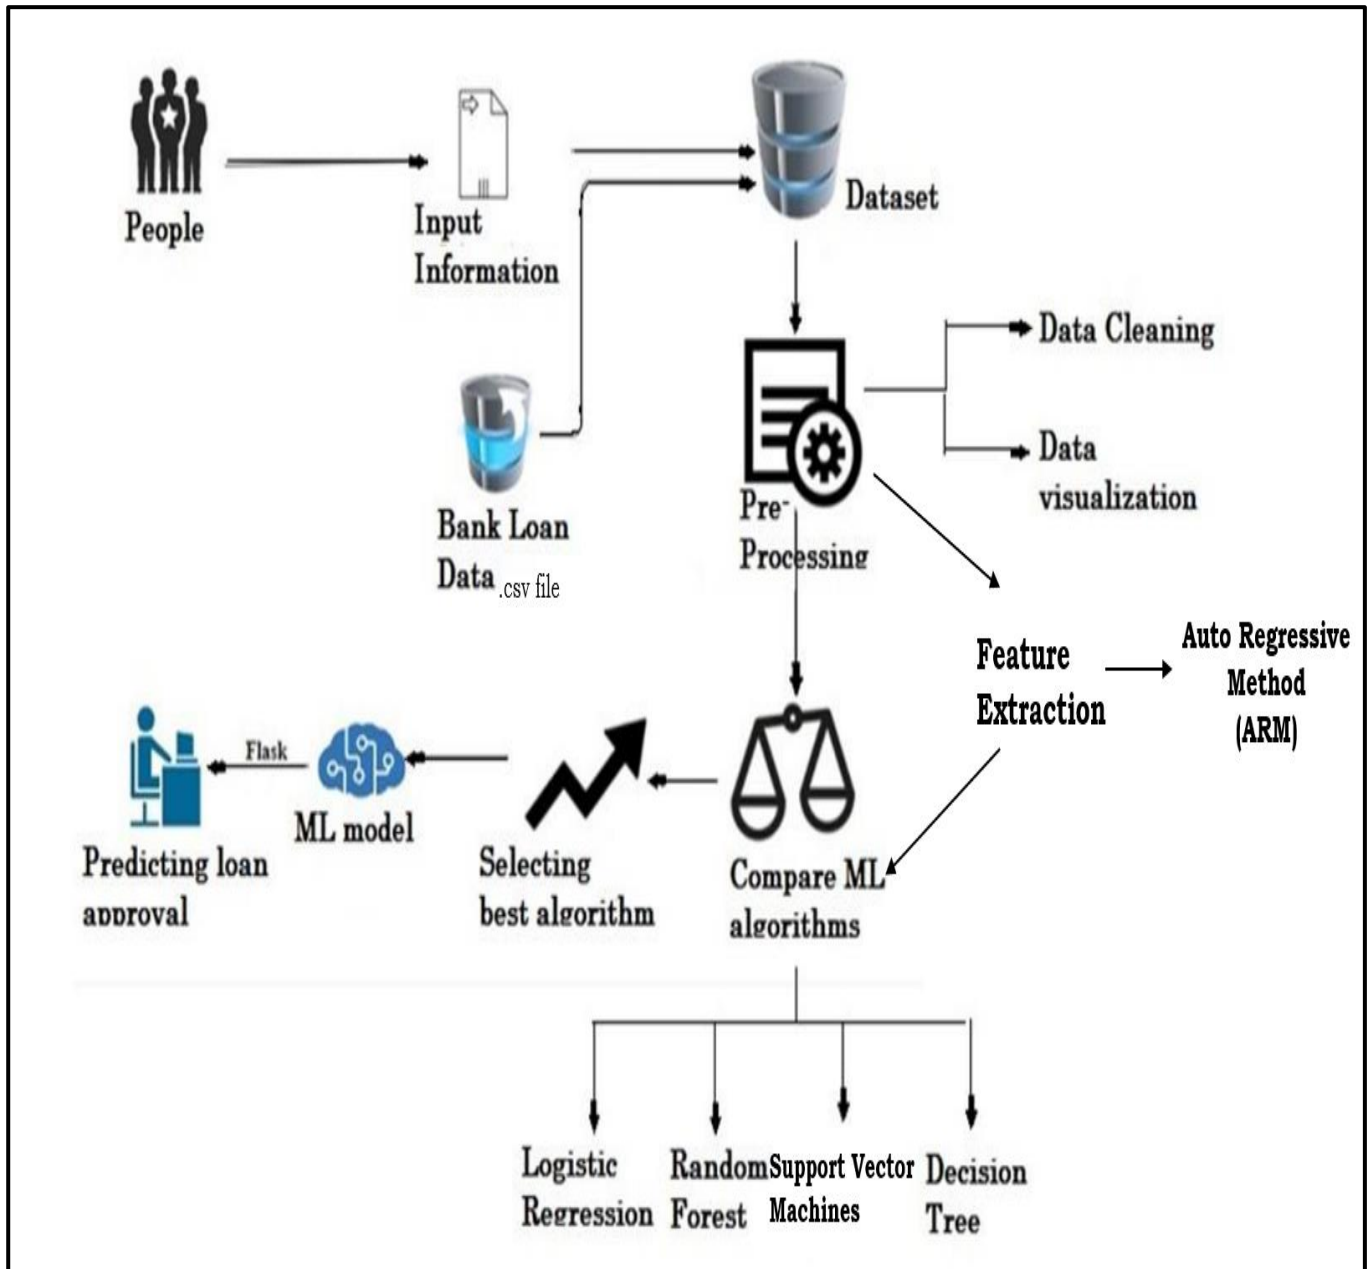 People
Input
Information
Dataset
Data Cleaning
Data
visualization
Bank Loan
Data .csv file
Pre-
Processing
Feature
Extraction
Auto Regressive
Method
(ARM)
Flask
ML model
Predicting loan
approval
Selecting
best algorithm
Compare ML
algorithms
Logistic
Regression
Random
Forest
Support Vector
Machines
Decision
Tree